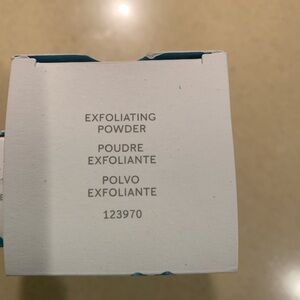 EXFOLIATING
POWDER
POUDRE
EXFOLIANTE
POLVO
EXFOLIANTE
123970